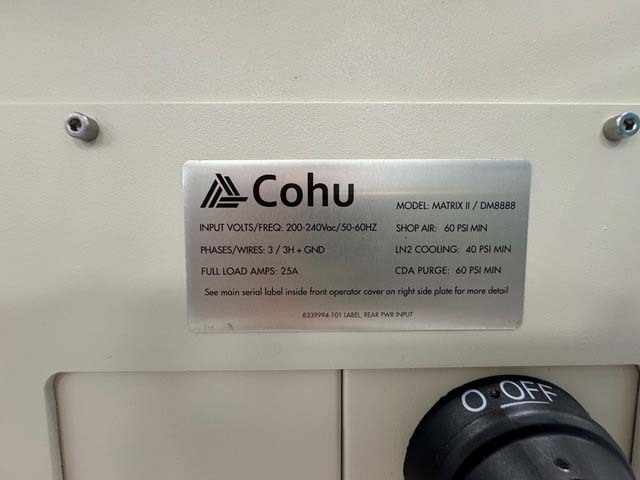 Cohu
MODEL: MATRIX II / DM8888
INPUT VOLTS/FREQ: 200-240Vac/50-60HZ
SHOP AIR: 60 PSI MIN
PHASES/WIRES: 3 / 3H + GND
LN2 COOLING: 40 PSI MIN
FULL LOAD AMPS: 25A
CDA PURGE: 60 PSI MIN
See main serial label inside front operator cover on right side plate for more detail
8339994-101 LABEL, REAR PWR INPUT
O OFF